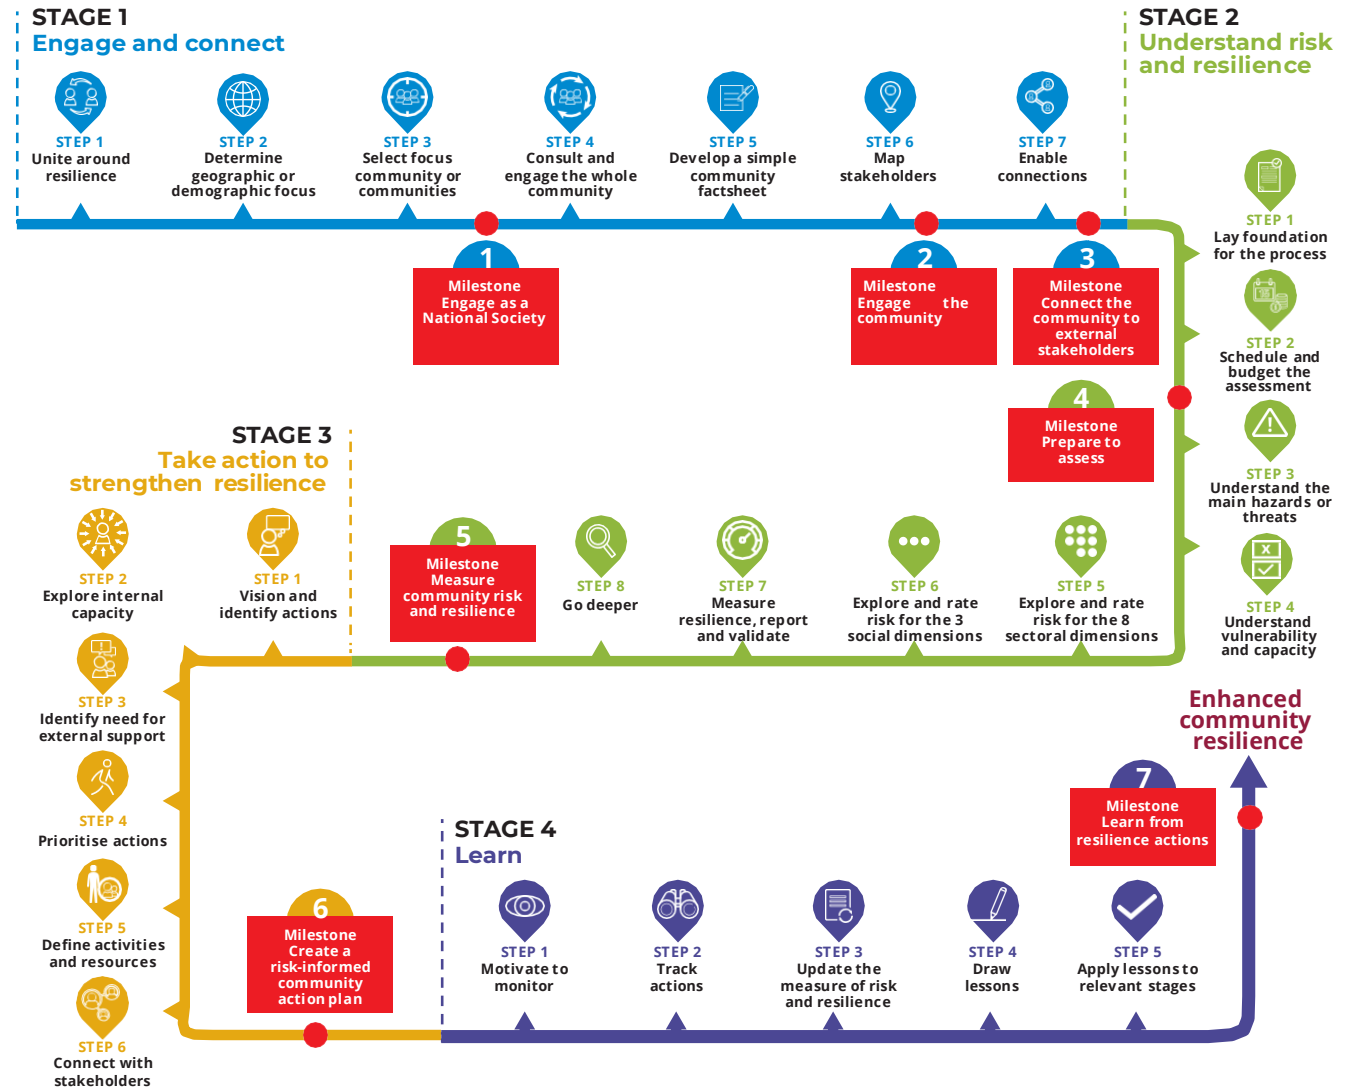 STAGE 1
Engage and connect
STEP 1
Unite around
resilience
STEP 2
Determine
geographic or
demographic focus
STEP 3
Select focus
community or
communities
STEP 4
Consult and
engage the whole
community
STEP 5
Develop a simple
community
factsheet
STEP 6
Map
stakeholders
STEP 7
Enable
connections
1
Milestone
Engage as a
National Society
2
Milestone
Engage the
community
3
Milestone
Connect the
community to
external
stakeholders
STAGE 2
Understand risk
and resilience
STEP 1
Lay foundation
for the process
STEP 2
Schedule and
budget the
assessment
4
Milestone
Prepare to
assess
STEP 3
Understand the
main hazards or
threats
STEP 4
Understand
vulnerability
and capacity
STEP 5
Explore and rate
risk for the 8
sectoral dimensions
STEP 6
Explore and rate
risk for the 3
social dimensions
STEP 7
Measure
resilience, report
and validate
STEP 8
Go deeper
5
Milestone
Measure
community risk
and resilience
STAGE 3
Take action to
strengthen resilience
STEP 1
Vision and
identify actions
STEP 2
Explore internal
capacity
STEP 3
Identify need for
external support
STEP 4
Prioritise actions
STEP 5
Define activities
and resources
STEP 6
Connect with
stakeholders
6
Milestone
Create a
risk-informed
community
action plan
STAGE 4
Learn
STEP 1
Motivate to
monitor
STEP 2
Track
actions
STEP 3
Update the
measure of risk
and resilience
STEP 4
Draw
lessons
STEP 5
Apply lessons to
relevant stages
7
Milestone
Learn from
resilience actions
Enhanced
community
resilience